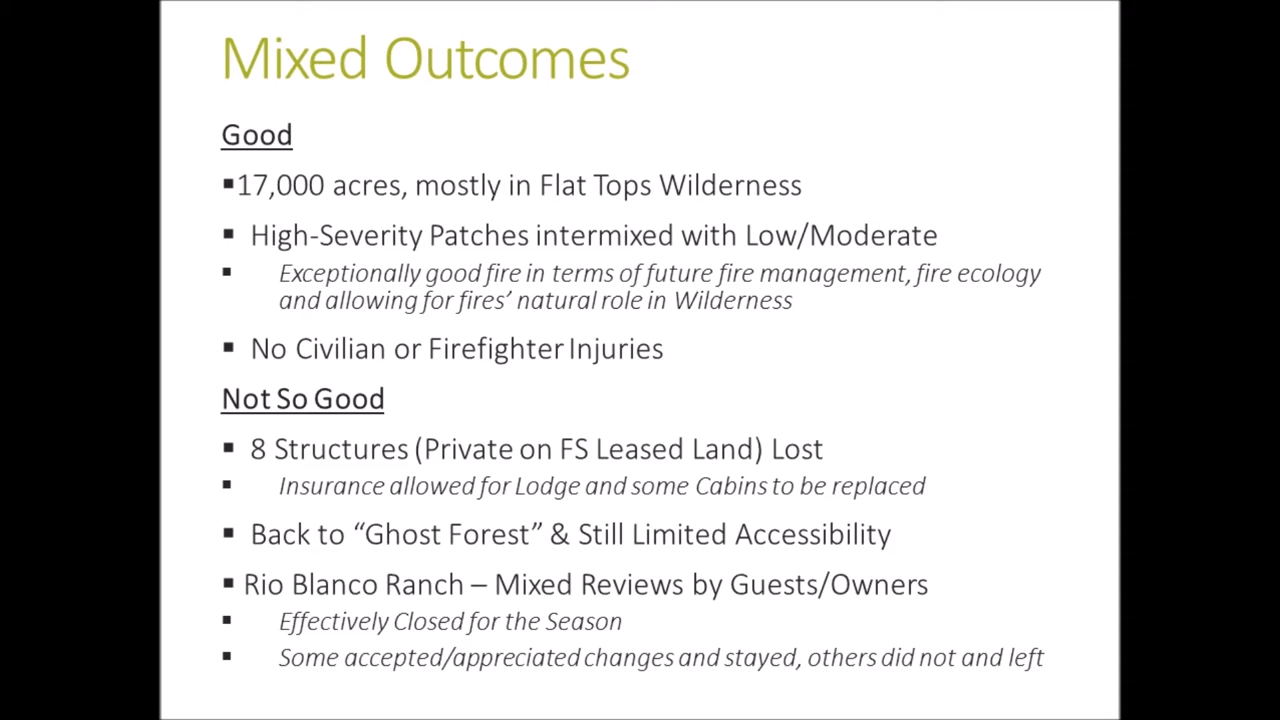 Mixed Outcomes
Good
▪17,000 acres, mostly in Flat Tops Wilderness
▪ High-Severity Patches intermixed with Low/Moderate
▪ Exceptionally good fire in terms of future fire management, fire ecology
and allowing for fires’ natural role in Wilderness
▪ No Civilian or Firefighter Injuries
Not So Good
▪ 8 Structures (Private on FS Leased Land) Lost
▪ Insurance allowed for Lodge and some Cabins to be replaced
▪ Back to “Ghost Forest” & Still Limited Accessibility
▪ Rio Blanco Ranch – Mixed Reviews by Guests/Owners
▪ Effectively Closed for the Season
▪ Some accepted/appreciated changes and stayed, others did not and left